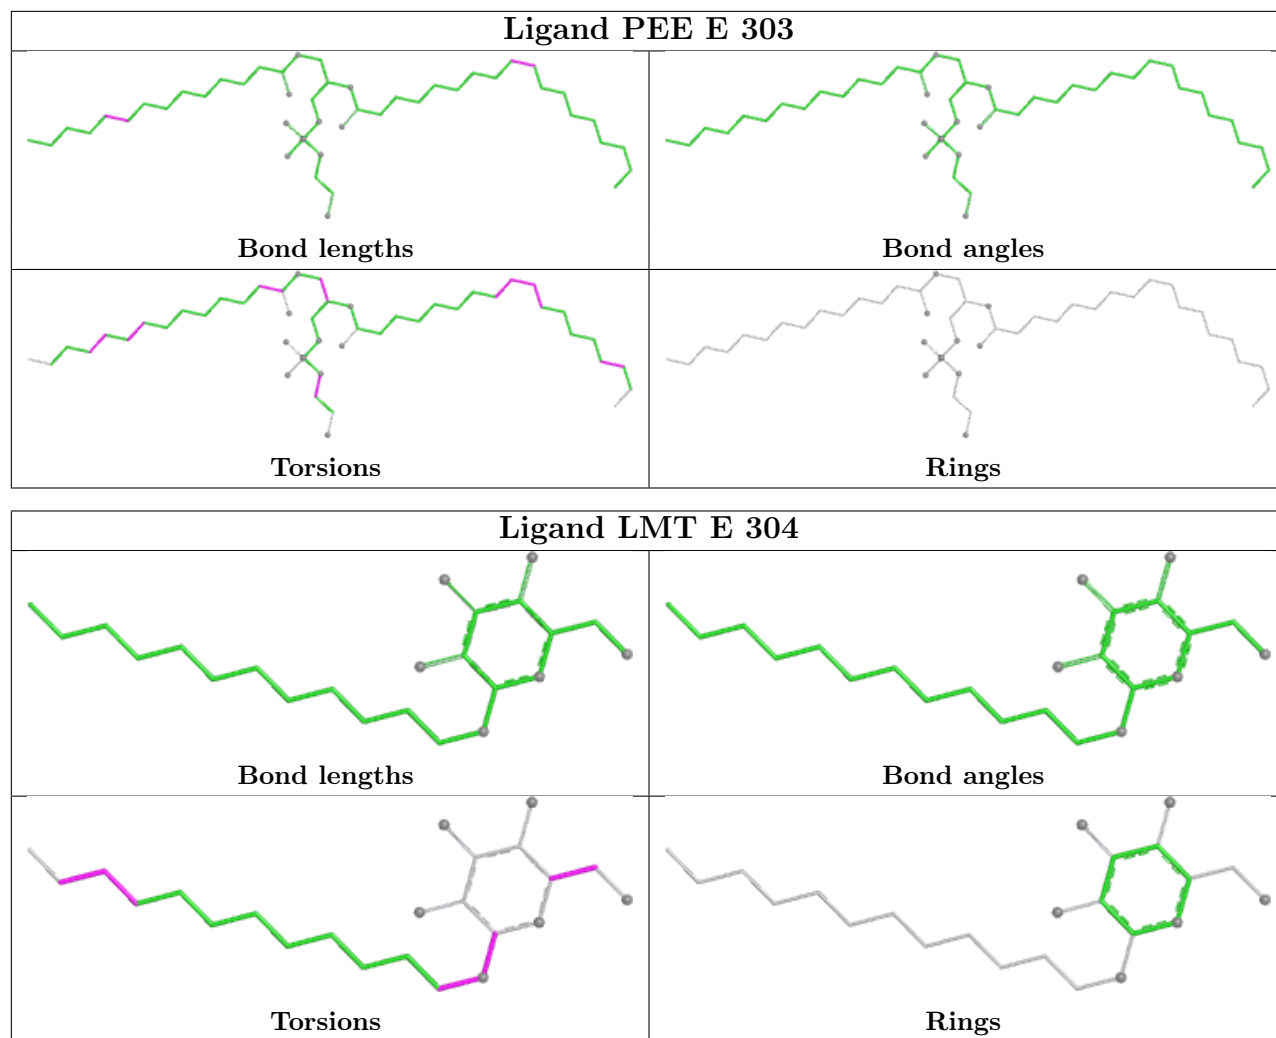 Ligand PEE E 303
Bond lengths
Bond angles
Torsions
Rings
Ligand LMT E 304
Bond lengths
Bond angles
Torsions
Rings